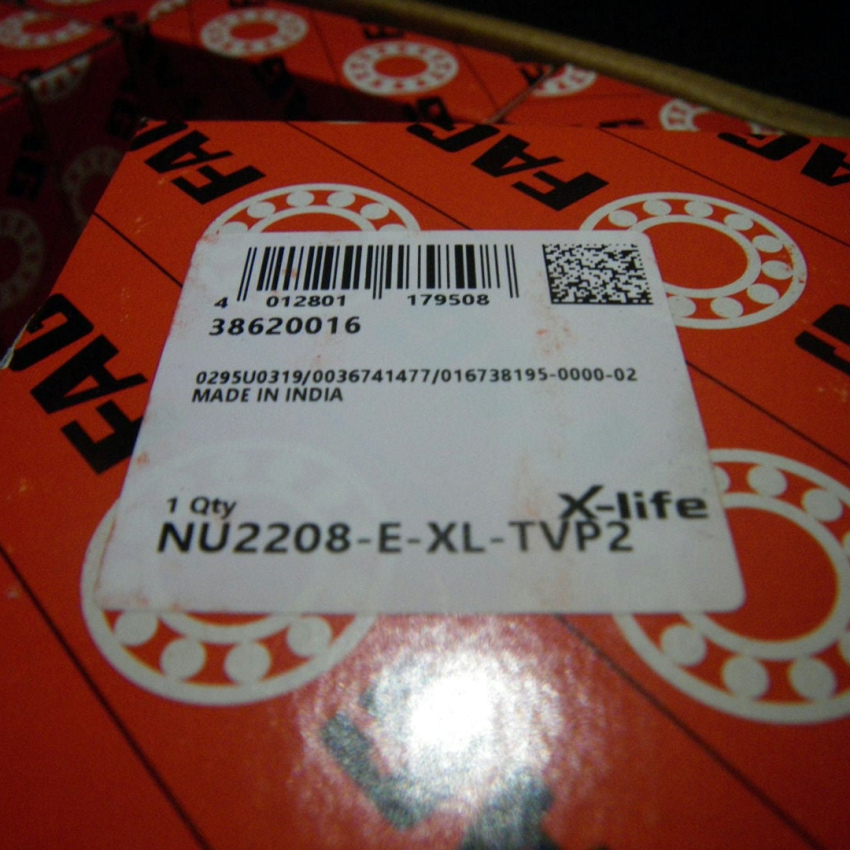 FAG
FAG
FAG
FAG
4 012801 179508
38620016
0295U0319/0036741477/016738195-0000-02
MADE IN INDIA
1 Qty
X-life
NU2208-E-XL-TVP2